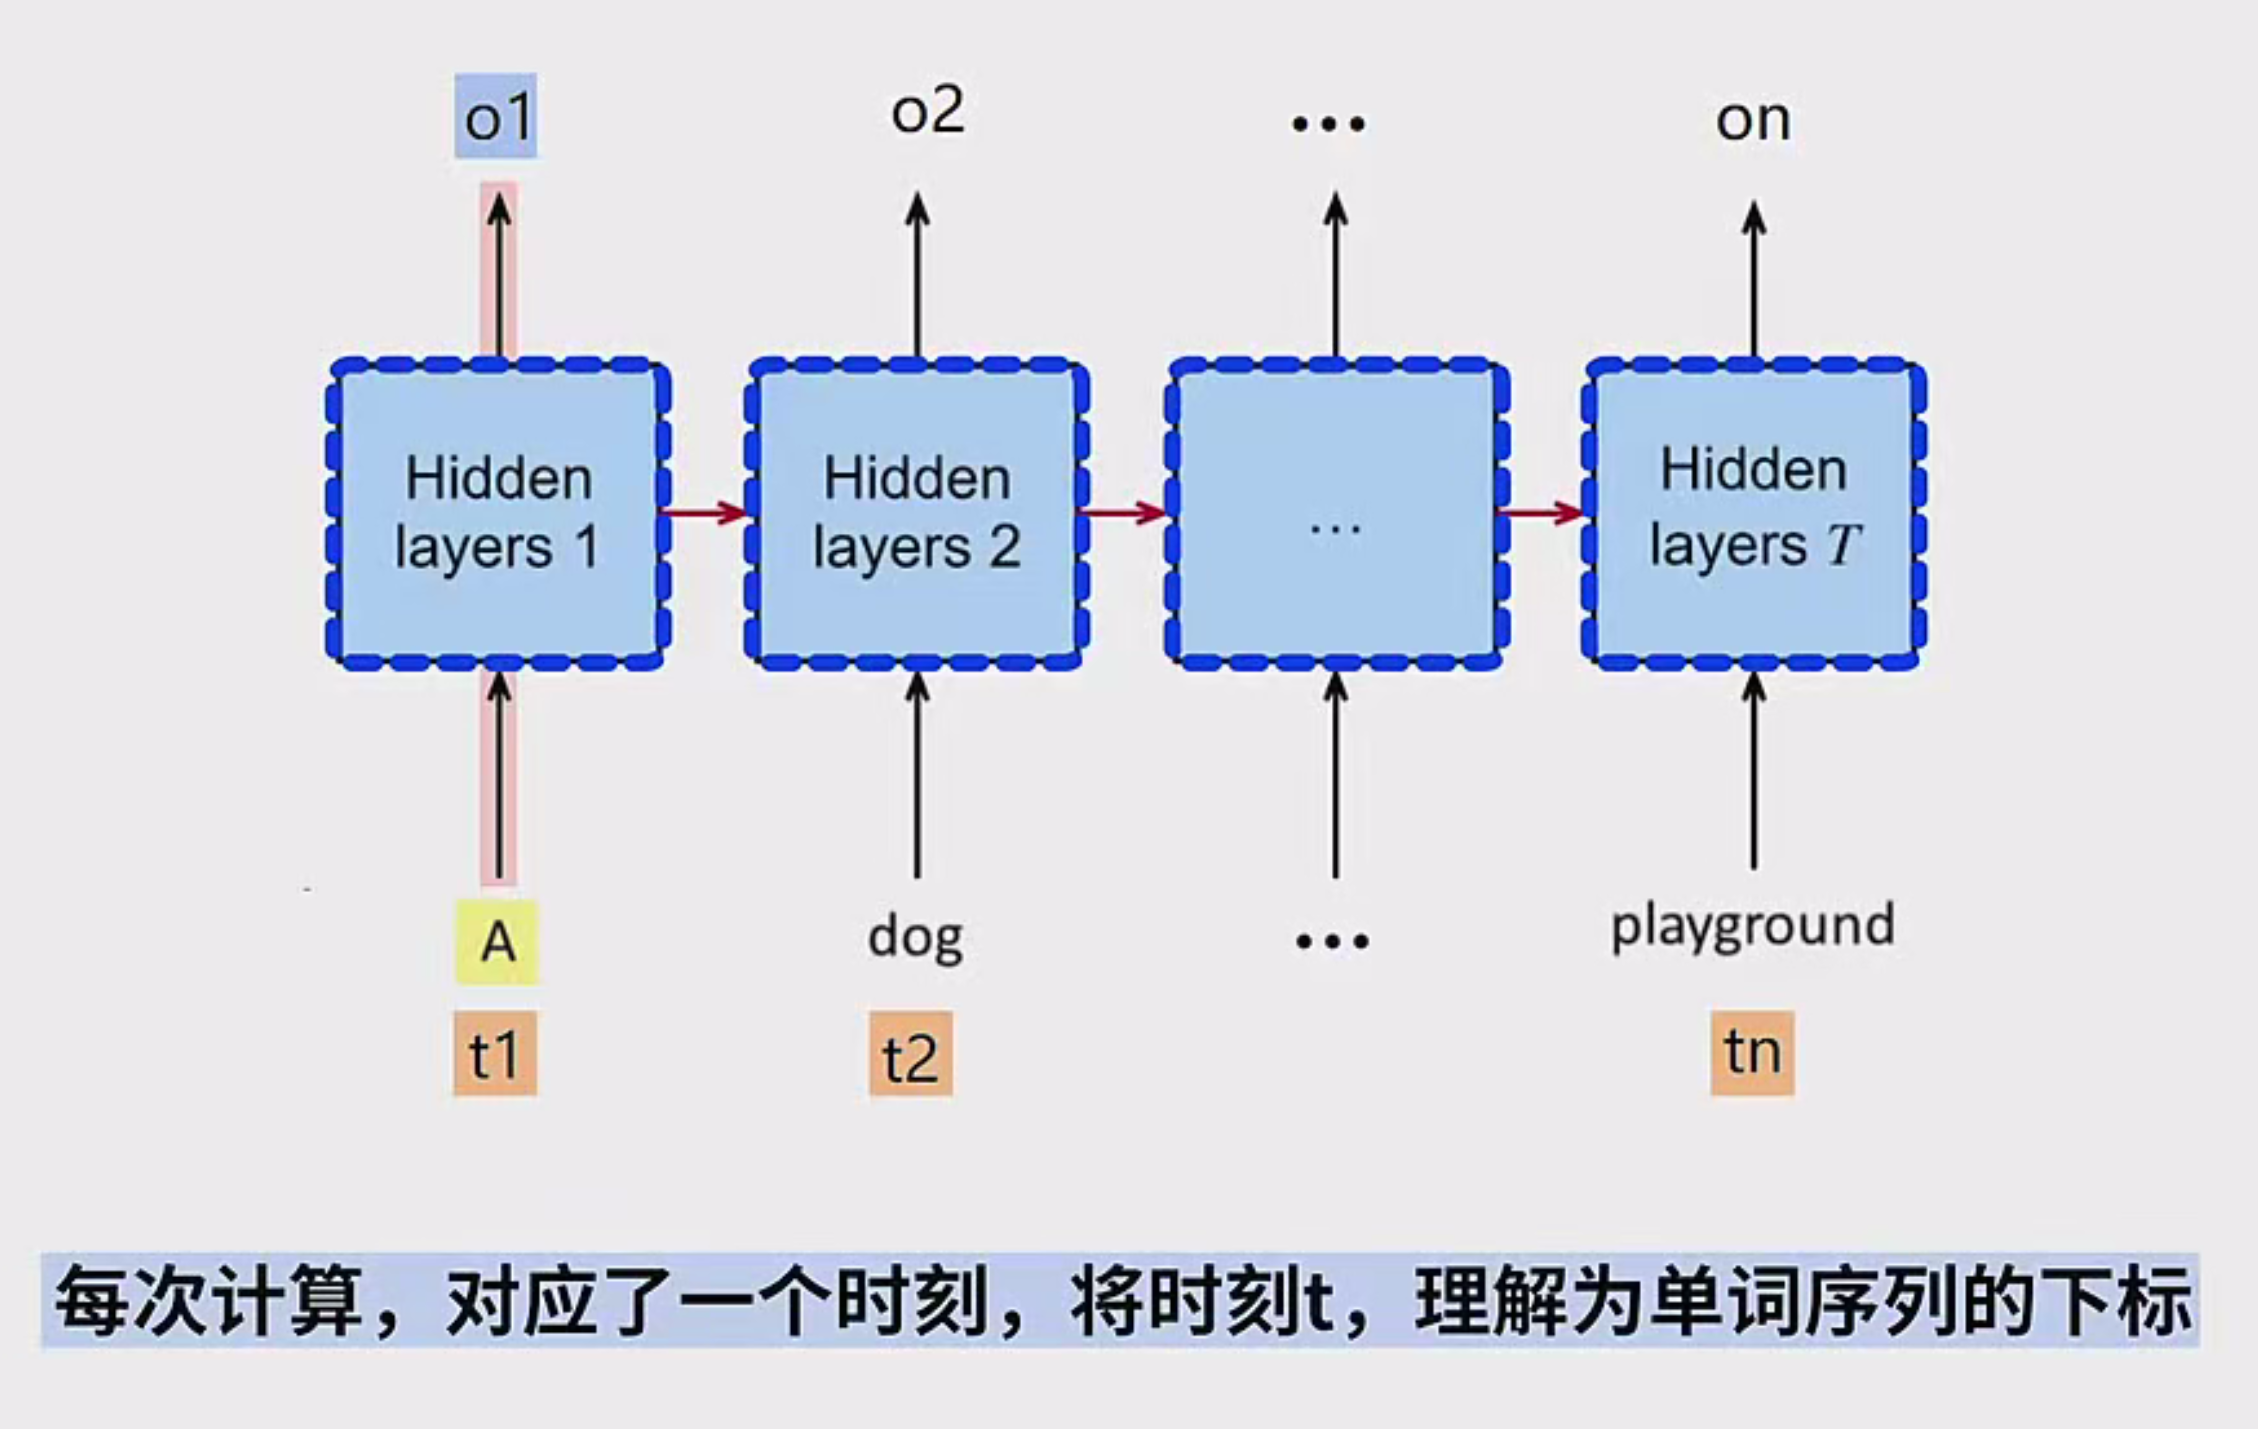 o1 o2 ... on
Hidden
layers 1
Hidden
layers 2
...
Hidden
layers T
A dog ... playground
t1 t2 tn
每次计算，对应了一个时刻，将时刻t，理解为单词序列的下标